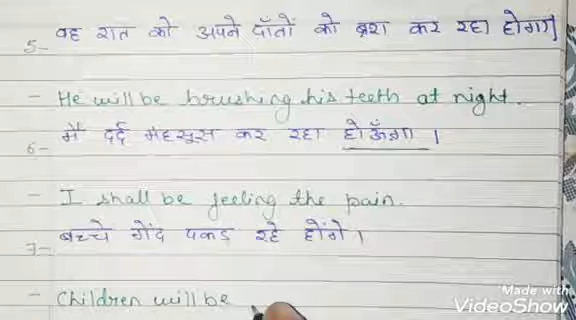 5- वह रात को अपने दाँतों को ब्रश कर रहा होगा।
- He will be brushing his teeth at night.
6- मैं दर्द महसूस कर रहा होऊँगा ।
- I shall be feeling the pain.
7- बच्चे गेंद पकड़ रहे होंगे।
- Children will be
Made with
VideoShow